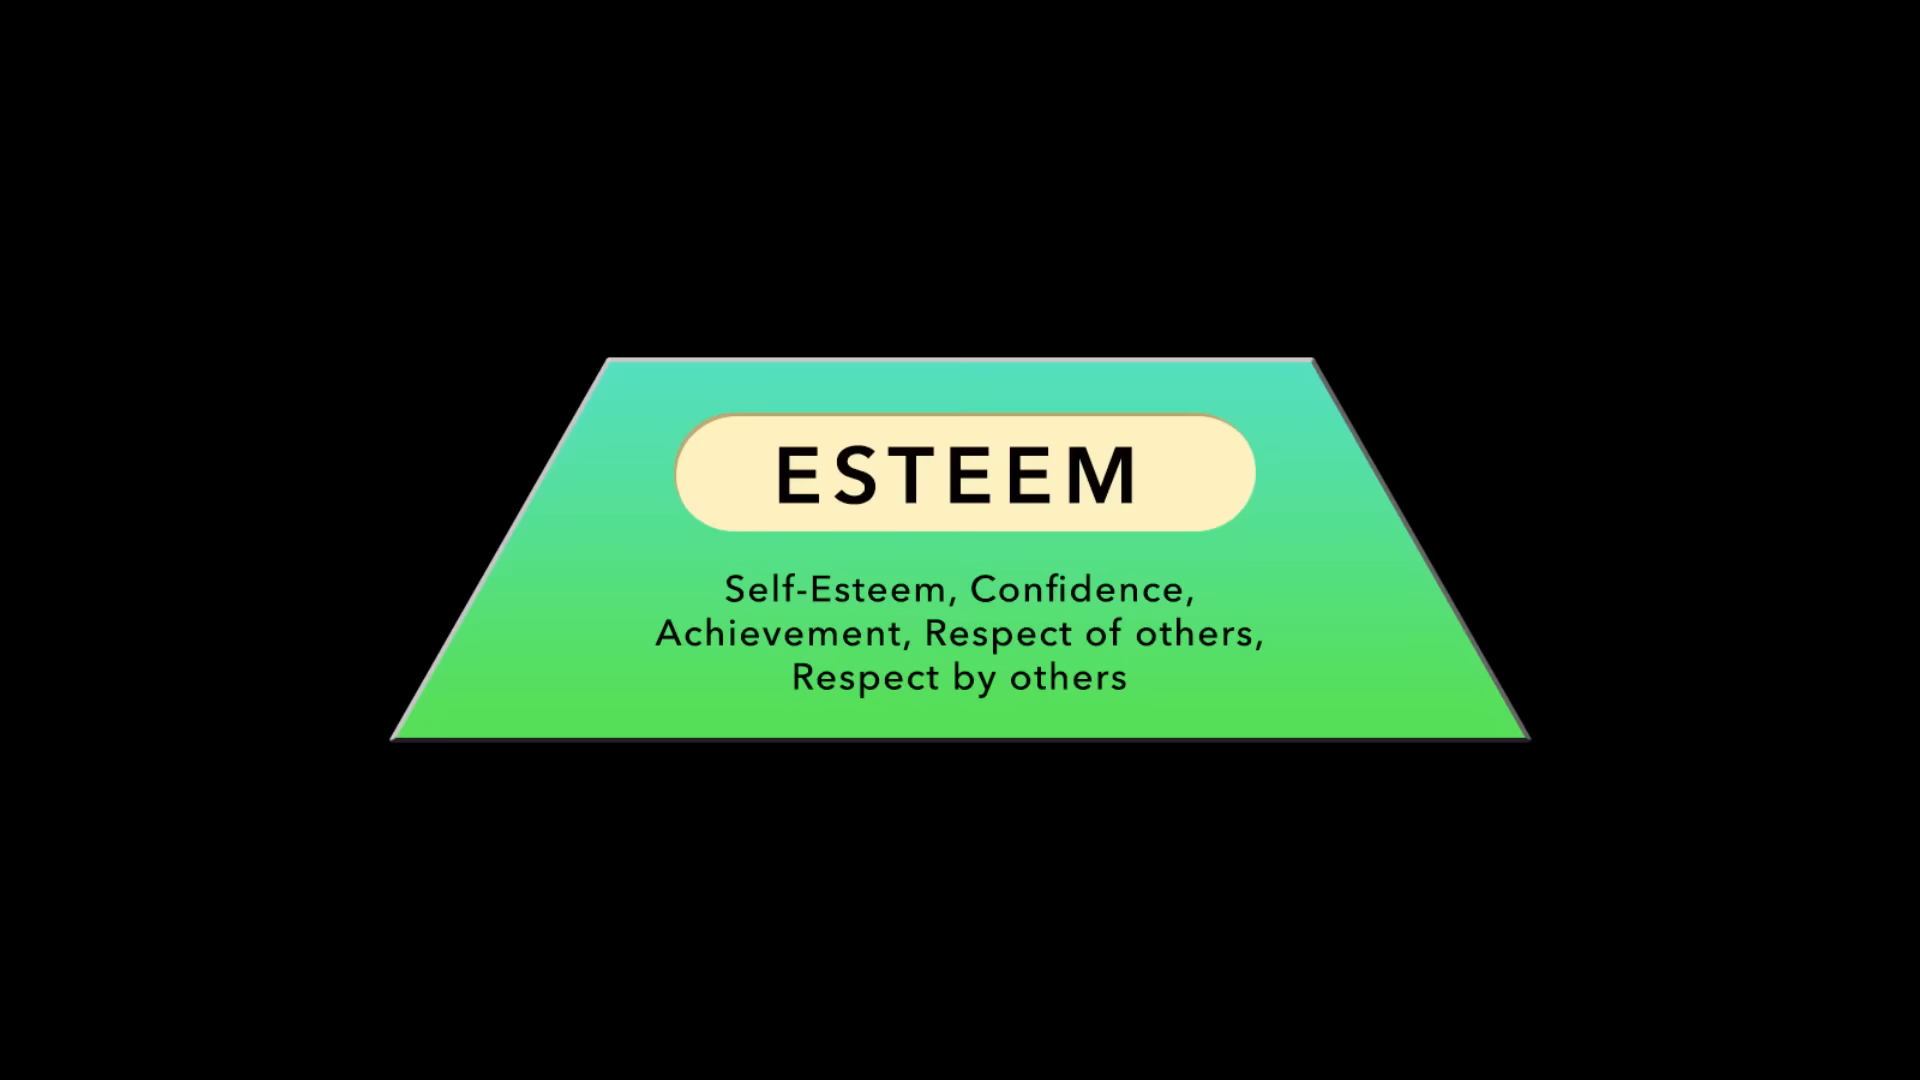 ESTEEM
Self-Esteem, Confidence,
Achievement, Respect of others,
Respect by others